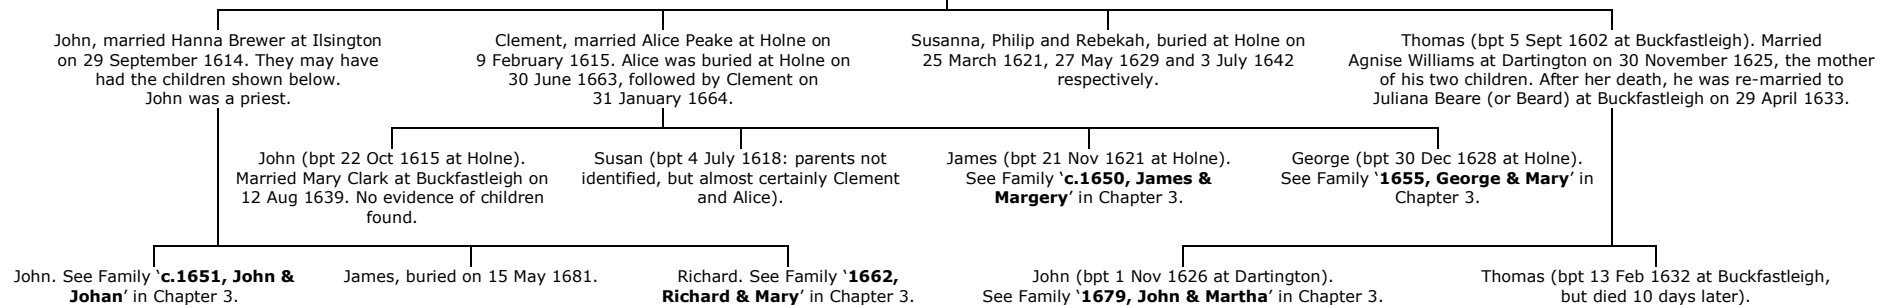 John, married Hanna Brewer at Ilsington
on 29 September 1614. They may have
had the children shown below.
John was a priest.
Clement, married Alice Peake at Holne on
9 February 1615. Alice was buried at Holne on
30 June 1663, followed by Clement on
31 January 1664.
Susanna, Philip and Rebekah, buried at Holne on
25 March 1621, 27 May 1629 and 3 July 1642
respectively.
Thomas (bpt 5 Sept 1602 at Buckfastleigh). Married
Agnise Williams at Dartington on 30 November 1625, the mother
of his two children. After her death, he was re-married to
Juliana Beare (or Beard) at Buckfastleigh on 29 April 1633.
John (bpt 22 Oct 1615 at Holne).
Married Mary Clark at Buckfastleigh on
12 Aug 1639. No evidence of children
found.
Susan (bpt 4 July 1618: parents not
identified, but almost certainly Clement
and Alice).
James (bpt 21 Nov 1621 at Holne).
See Family ‘c.1650, James &
Margery’ in Chapter 3.
George (bpt 30 Dec 1628 at Holne).
See Family ‘1655, George & Mary’ in
Chapter 3.
John. See Family ‘c.1651, John &
Johan’ in Chapter 3.
James, buried on 15 May 1681.
Richard. See Family ‘1662,
Richard & Mary’ in Chapter 3.
John (bpt 1 Nov 1626 at Dartington).
See Family ‘1679, John & Martha’ in Chapter 3.
Thomas (bpt 13 Feb 1632 at Buckfastleigh,
but died 10 days later).